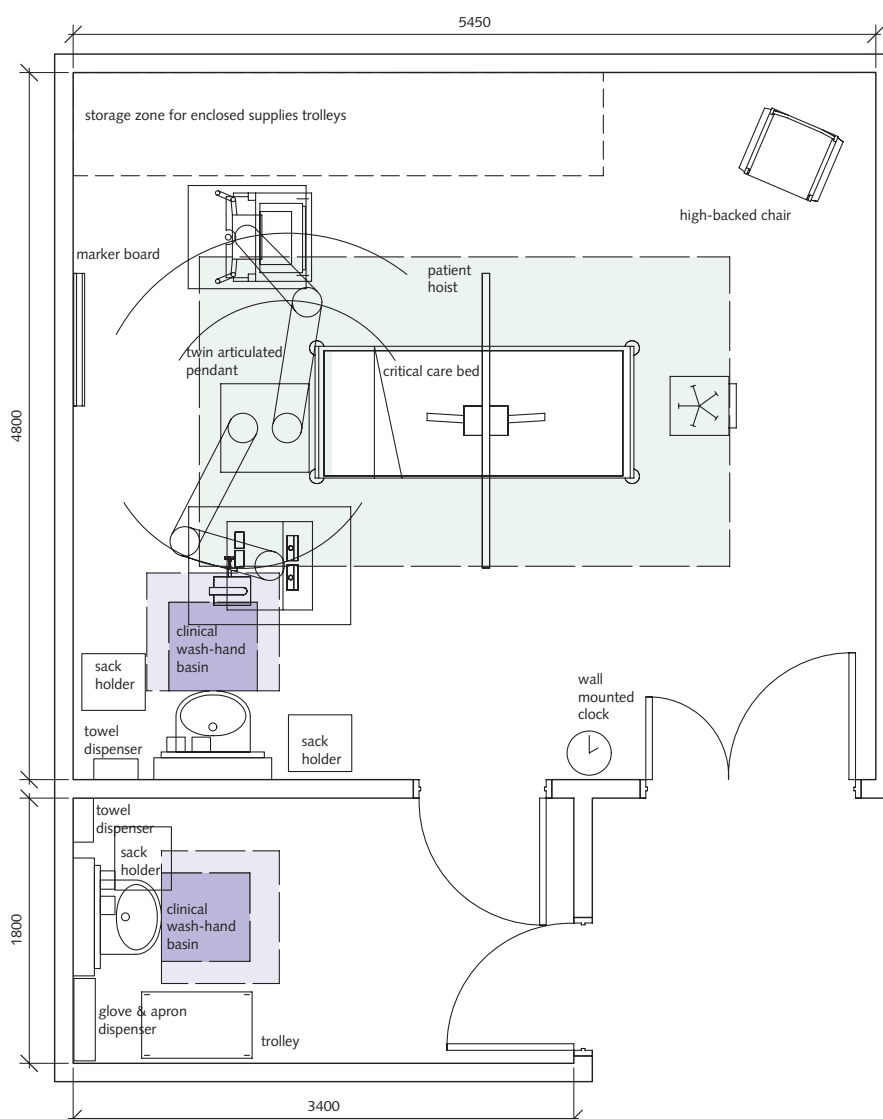 5450
storage zone for enclosed supplies trolleys
high-backed chair
marker board
patient
hoist
twin articulated
pendant
critical care bed
4800
clinical
wash-hand
basin
sack
holder
wall
mounted
clock
towel
dispenser
sack
holder
towel
dispenser
sack
holder
clinical
wash-hand
basin
1800
glove & apron
dispenser
trolley
3400